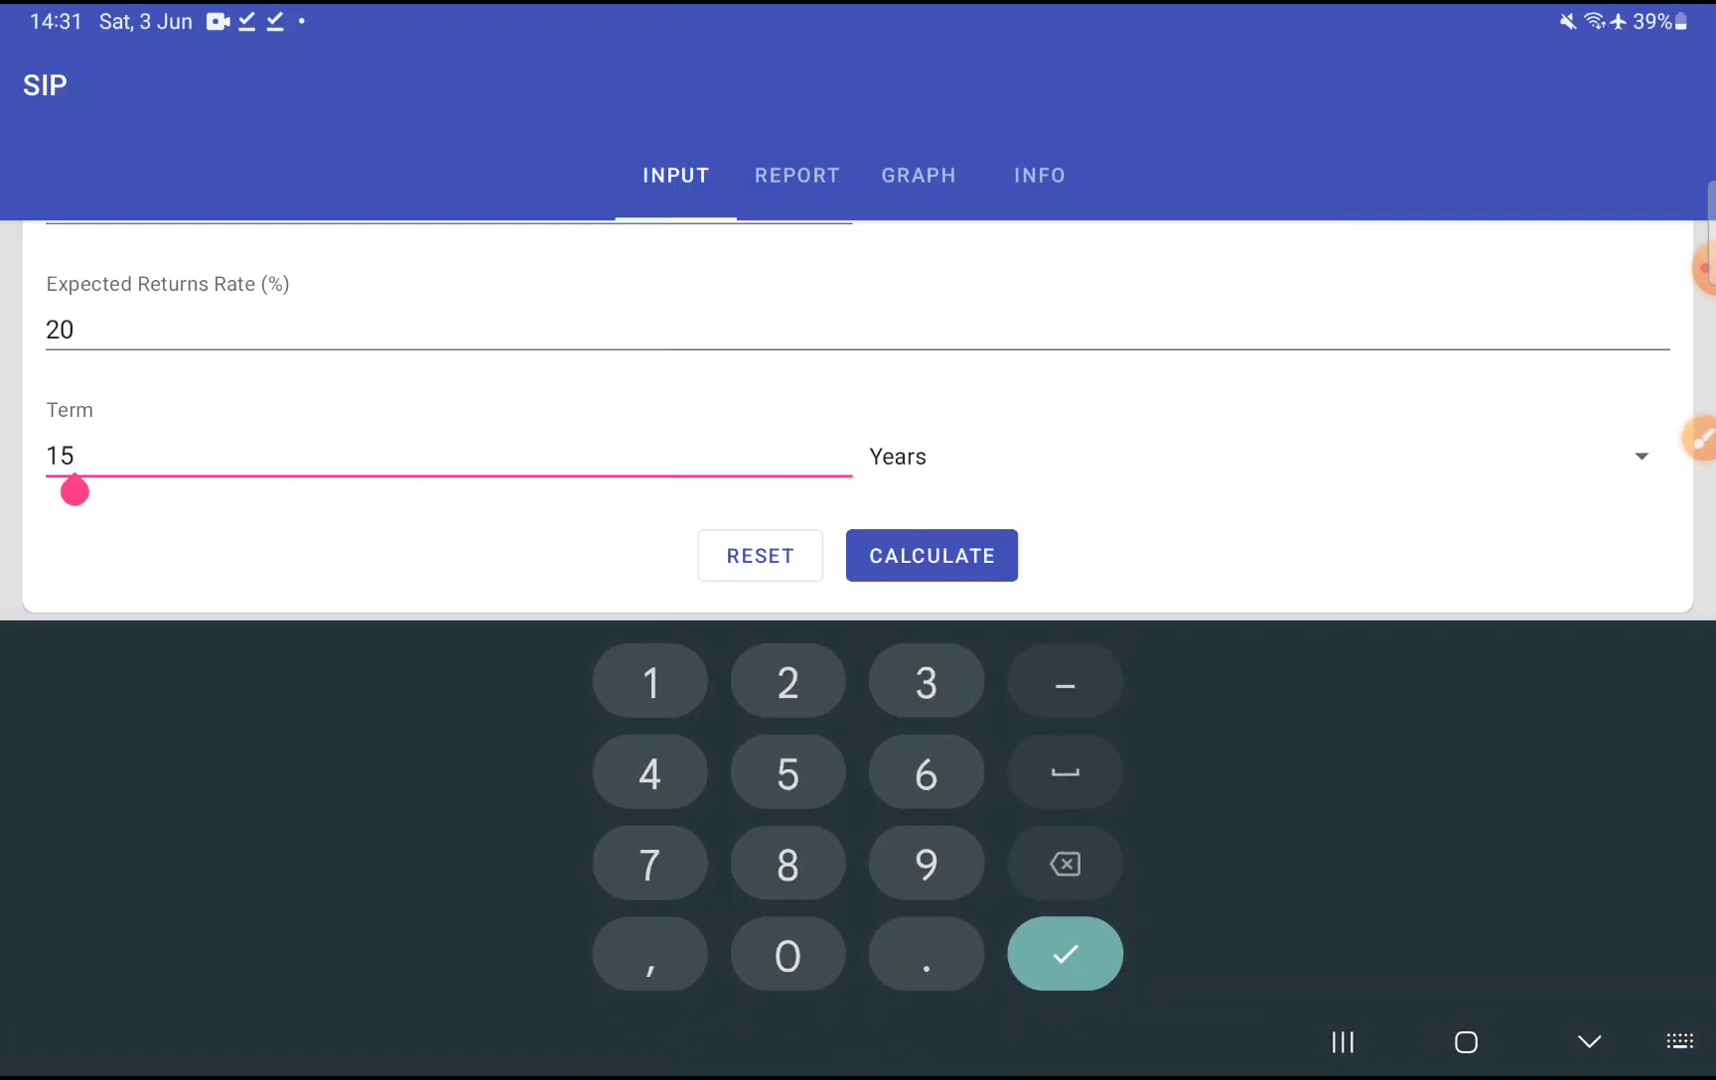 14:31 Sat, 3 Jun
39%
SIP
INPUT REPORT GRAPH INFO
Expected Returns Rate (%)
20
Term
15
Years
RESET CALCULATE
1 2 3 –
4 5 6
7 8 9
, 0 .